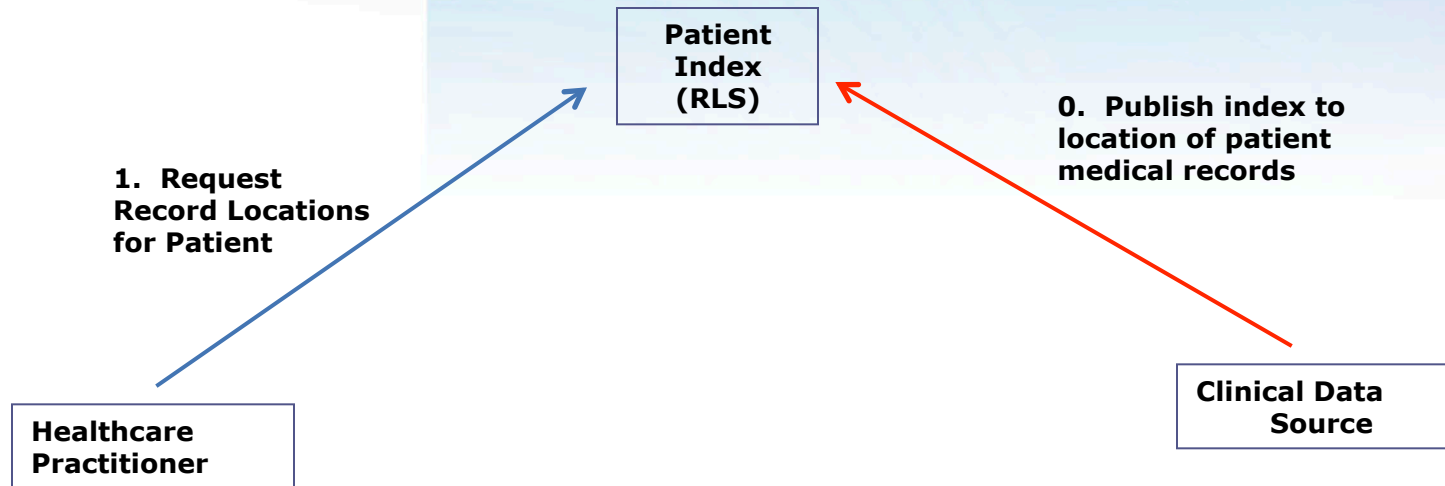 Patient
Index
(RLS)
0. Publish index to
location of patient
medical records
1. Request
Record Locations
for Patient
Clinical Data
Source
Healthcare
Practitioner